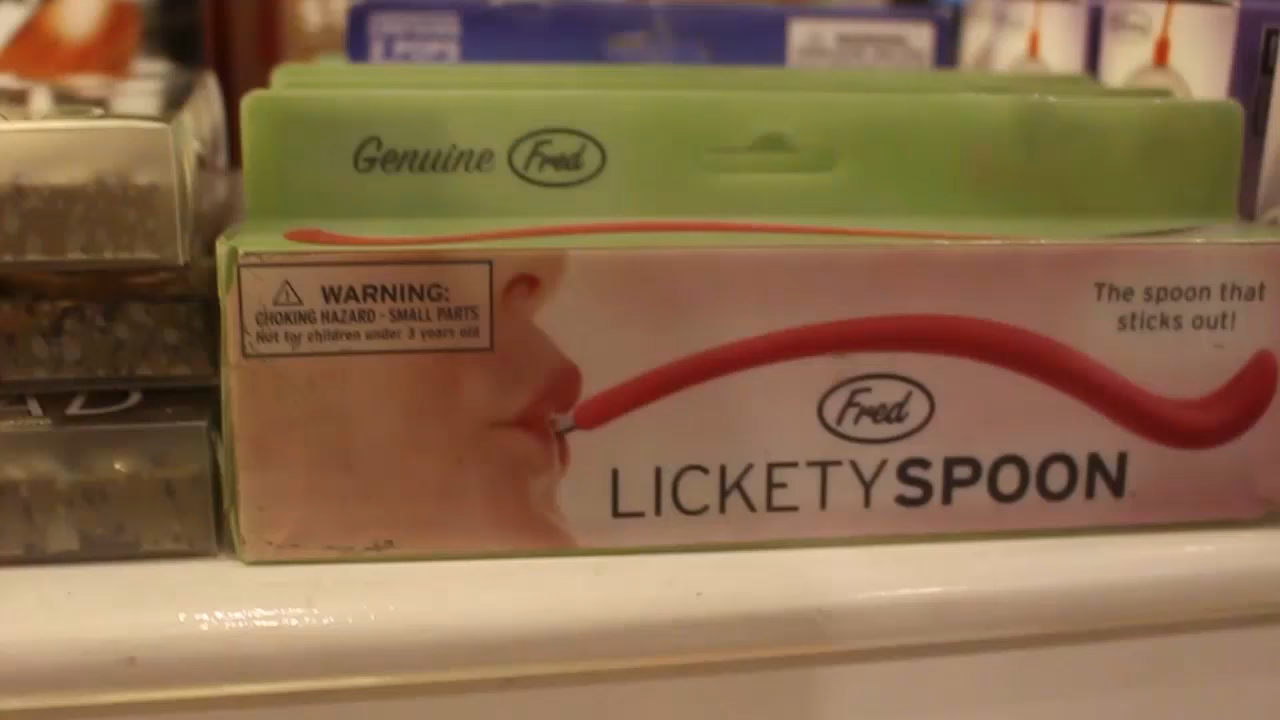 Genuine Fred
WARNING:
CHOKING HAZARD - SMALL PARTS
Not for children under 3 years old
The spoon that
sticks out!
Fred
LICKETYSPOON